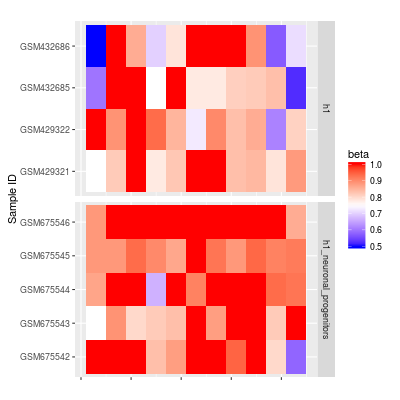 GSM432686
GSM432685
GSM429322
GSM429321
h1
GSM675546
GSM675545
GSM675544
GSM675543
GSM675542
h1_neuronal_progenitors
Sample ID
beta
1.0
0.9
0.8
0.7
0.6
0.5